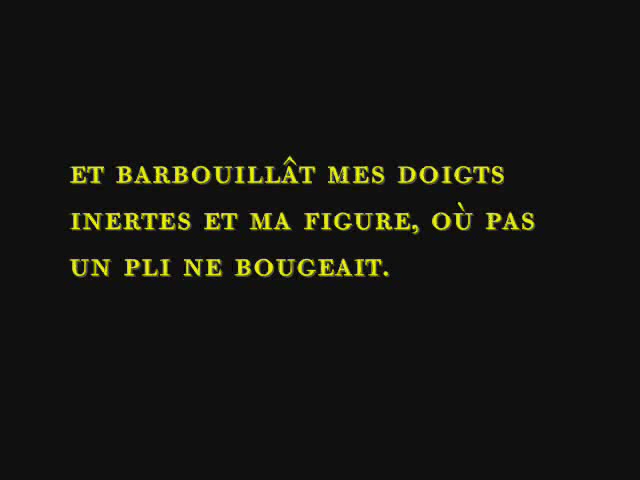 ET BARBOUILLÂT MES DOIGTS
INERTES ET MA FIGURE, OÙ PAS
UN PLI NE BOUGEAIT.